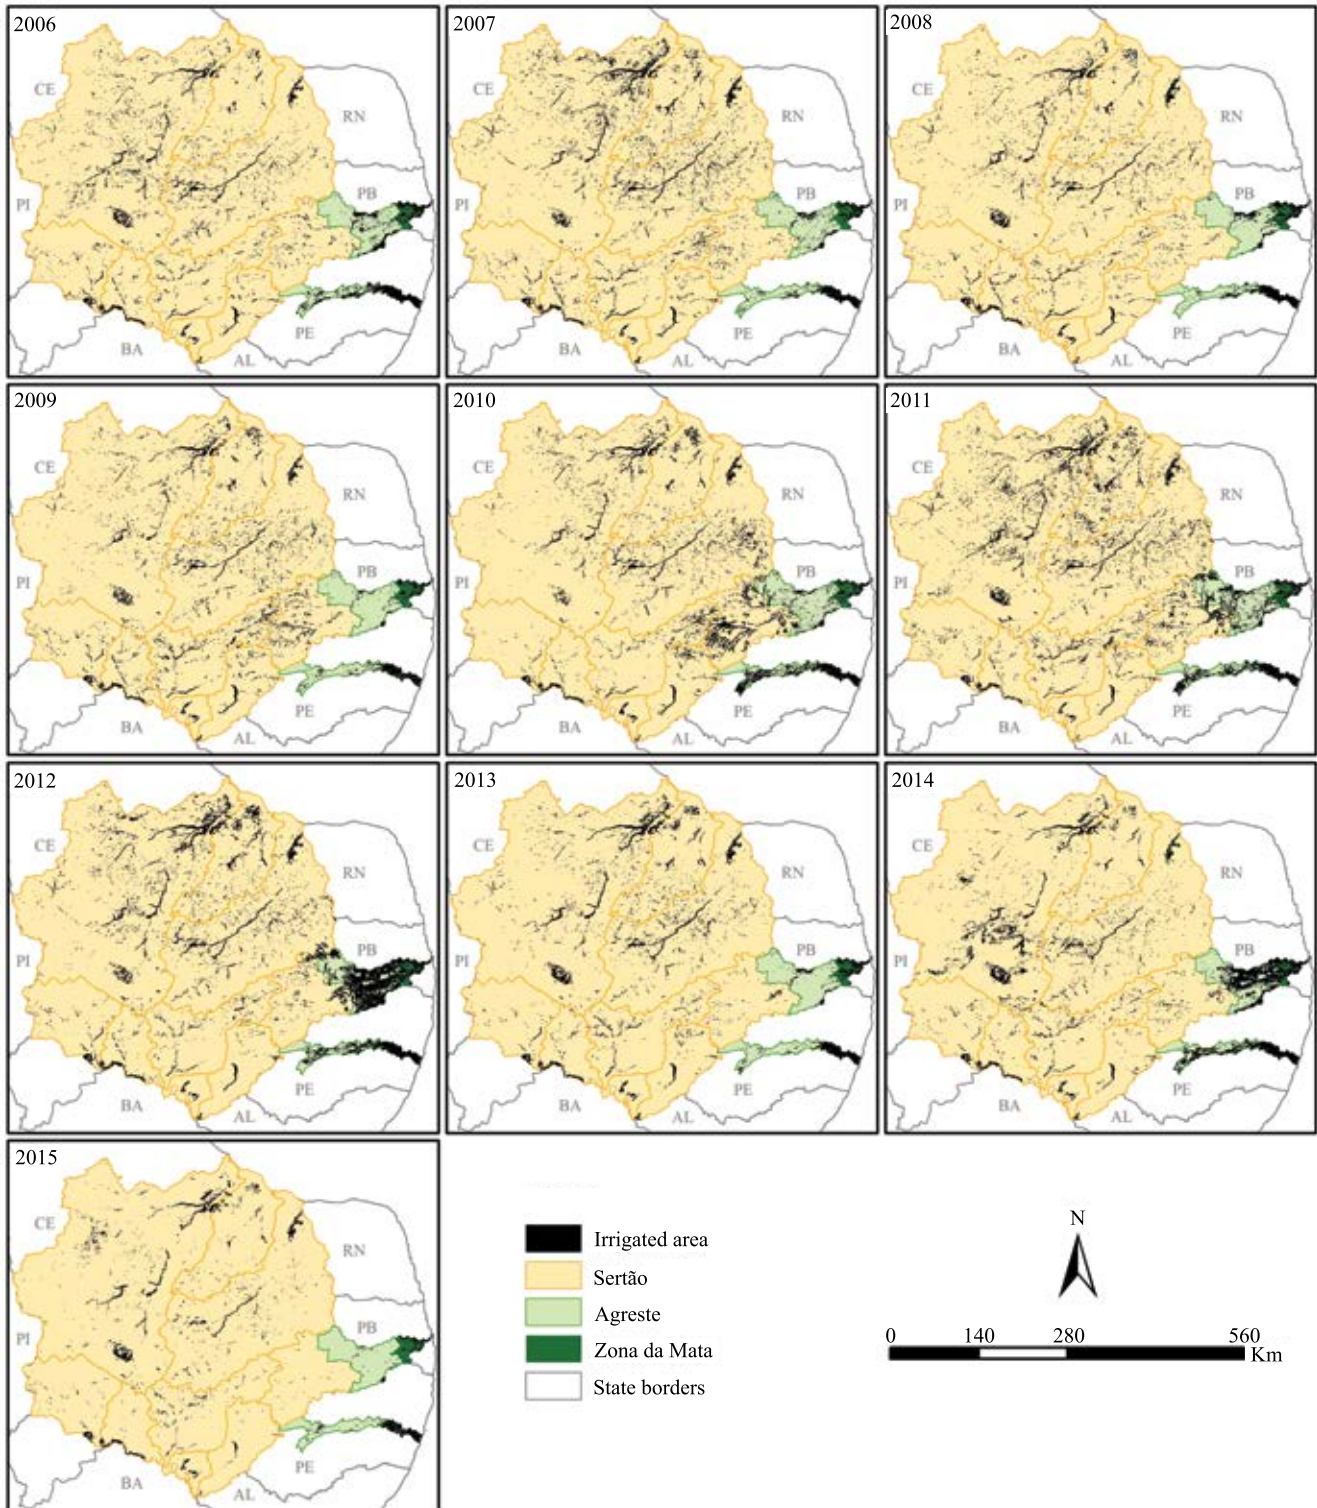 2006
CE
RN
PB
PI
PE
BA
AL
2007
CE
RN
PB
PI
PE
BA
AL
2008
CE
RN
PB
PI
PE
BA
AL
2009
CE
RN
PB
PI
PE
BA
AL
2010
CE
RN
PB
PI
PE
BA
AL
2011
CE
RN
PB
PI
PE
BA
AL
2012
CE
RN
PB
PI
PE
BA
AL
2013
CE
RN
PB
PI
PE
BA
AL
2014
CE
RN
PB
PI
PE
BA
AL
2015
CE
RN
PB
PI
PE
BA
AL
Irrigated area
Sertão
Agreste
Zona da Mata
State borders
N
0 140 280 560
Km